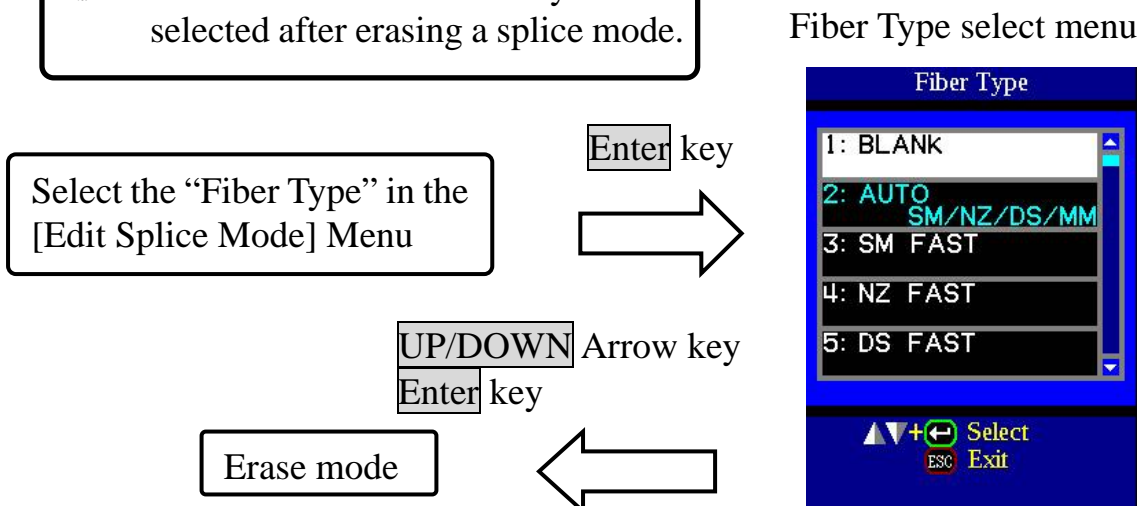 selected after erasing a splice mode.
Fiber Type select menu
Fiber Type
1: BLANK
2: AUTO
SM/NZ/DS/MM
3: SM FAST
4: NZ FAST
5: DS FAST
+ Select
ESC Exit
Enter key
Select the “Fiber Type” in the
[Edit Splice Mode] Menu
UP/DOWN Arrow key
Enter key
Erase mode